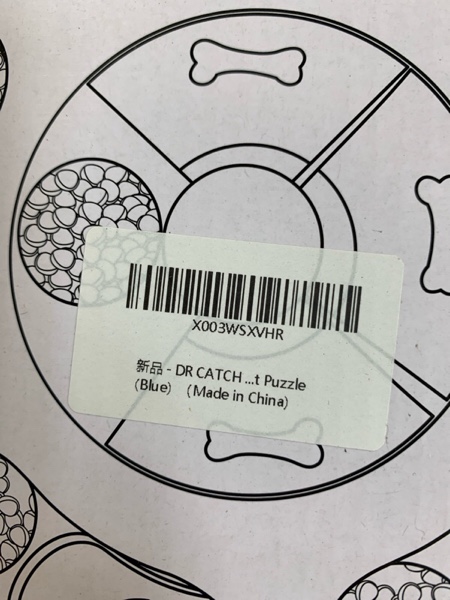 X003WSXVHR
新品 - DR CATCH ...t Puzzle
(Blue) (Made in China)